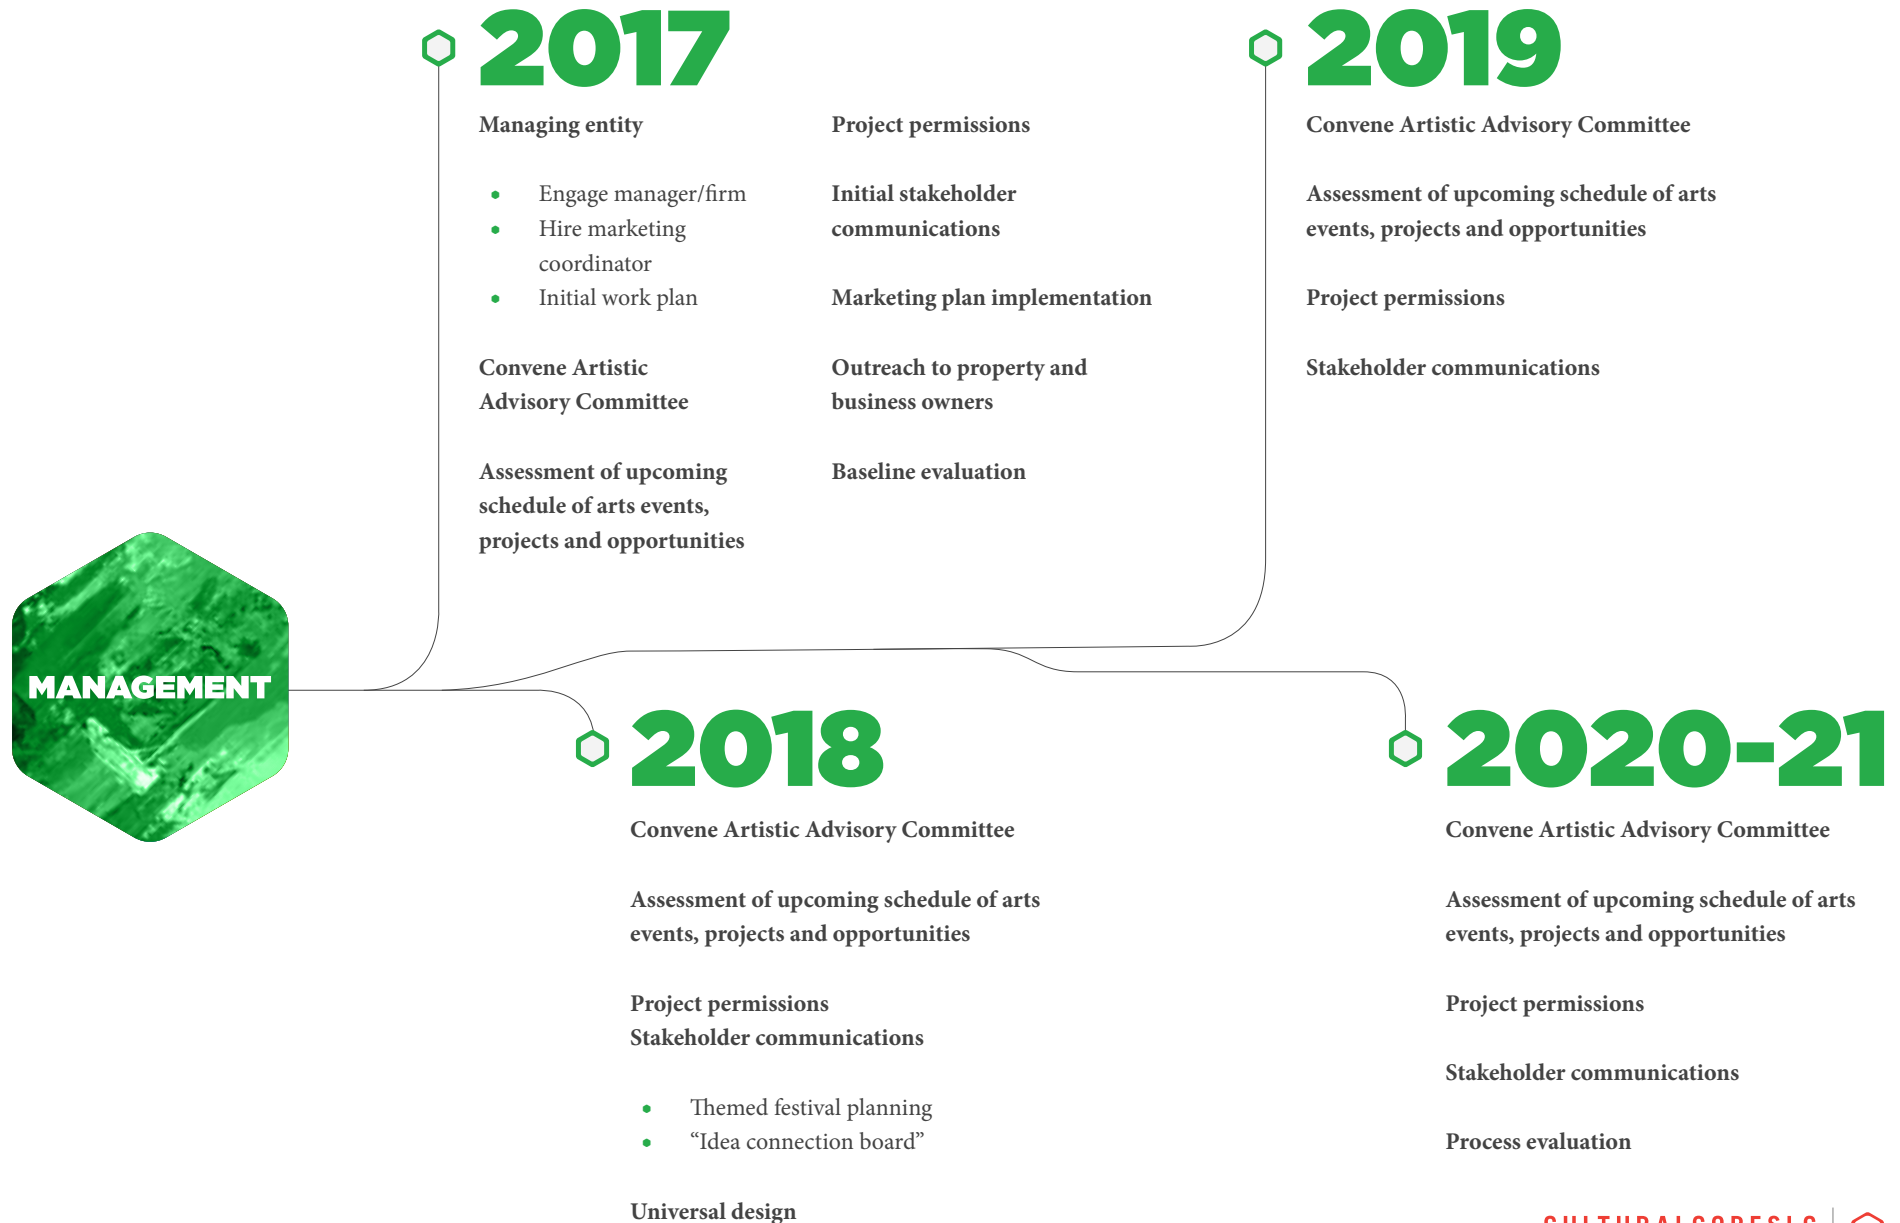 MANAGEMENT
2017
Managing entity
Engage manager/firm
Hire marketing
coordinator
Initial work plan
Convene Artistic
Advisory Committee
Assessment of upcoming
schedule of arts events,
projects and opportunities
Project permissions
Initial stakeholder
communications
Marketing plan implementation
Outreach to property and
business owners
Baseline evaluation
2018
Convene Artistic Advisory Committee
Assessment of upcoming schedule of arts
events, projects and opportunities
Project permissions
Stakeholder communications
Themed festival planning
“Idea connection board”
Universal design
2019
Convene Artistic Advisory Committee
Assessment of upcoming schedule of arts
events, projects and opportunities
Project permissions
Stakeholder communications
2020-21
Convene Artistic Advisory Committee
Assessment of upcoming schedule of arts
events, projects and opportunities
Project permissions
Stakeholder communications
Process evaluation